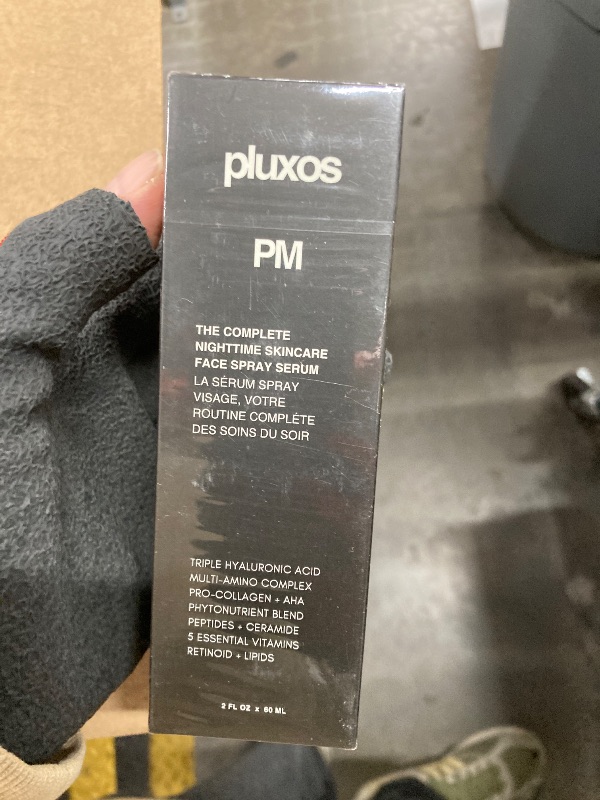 pluxos
PM
THE COMPLETE
NIGHTTIME SKINCARE
FACE SPRAY SERUM
LA SÉRUM SPRAY
VISAGE, VOTRE
ROUTINE COMPLÈTE
DES SOINS DU SOIR
TRIPLE HYALURONIC ACID
MULTI-AMINO COMPLEX
PRO-COLLAGEN + AHA
PHYTONUTRIENT BLEND
PEPTIDES + CERAMIDE
5 ESSENTIAL VITAMINS
RETINOID + LIPIDS
2 FL OZ x 60 ML